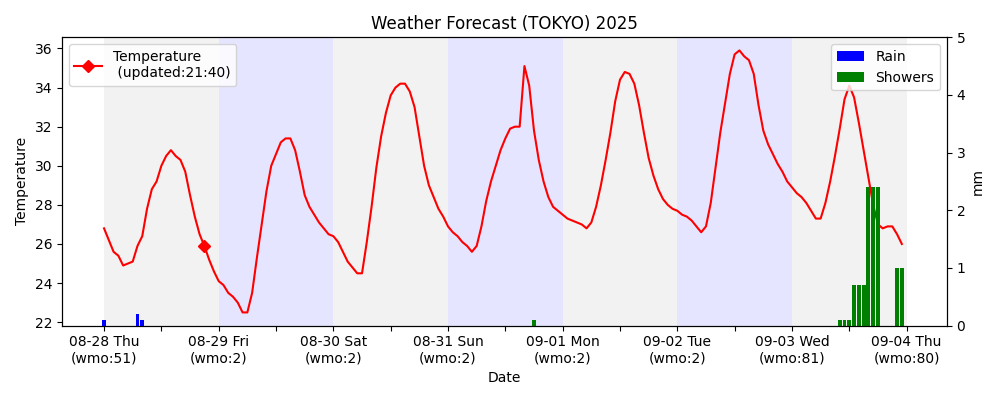 Weather Forecast (TOKYO) 2025
Temperature
(updated:21:40)
Rain
Showers
Temperature
36
34
32
30
28
26
24
22
5
4
3
2
1
0
mm
08-28 Thu
(wmo:51)
08-29 Fri
(wmo:2)
08-30 Sat
(wmo:2)
08-31 Sun
(wmo:2)
09-01 Mon
(wmo:2)
09-02 Tue
(wmo:2)
09-03 Wed
(wmo:81)
09-04 Thu
(wmo:80)
Date